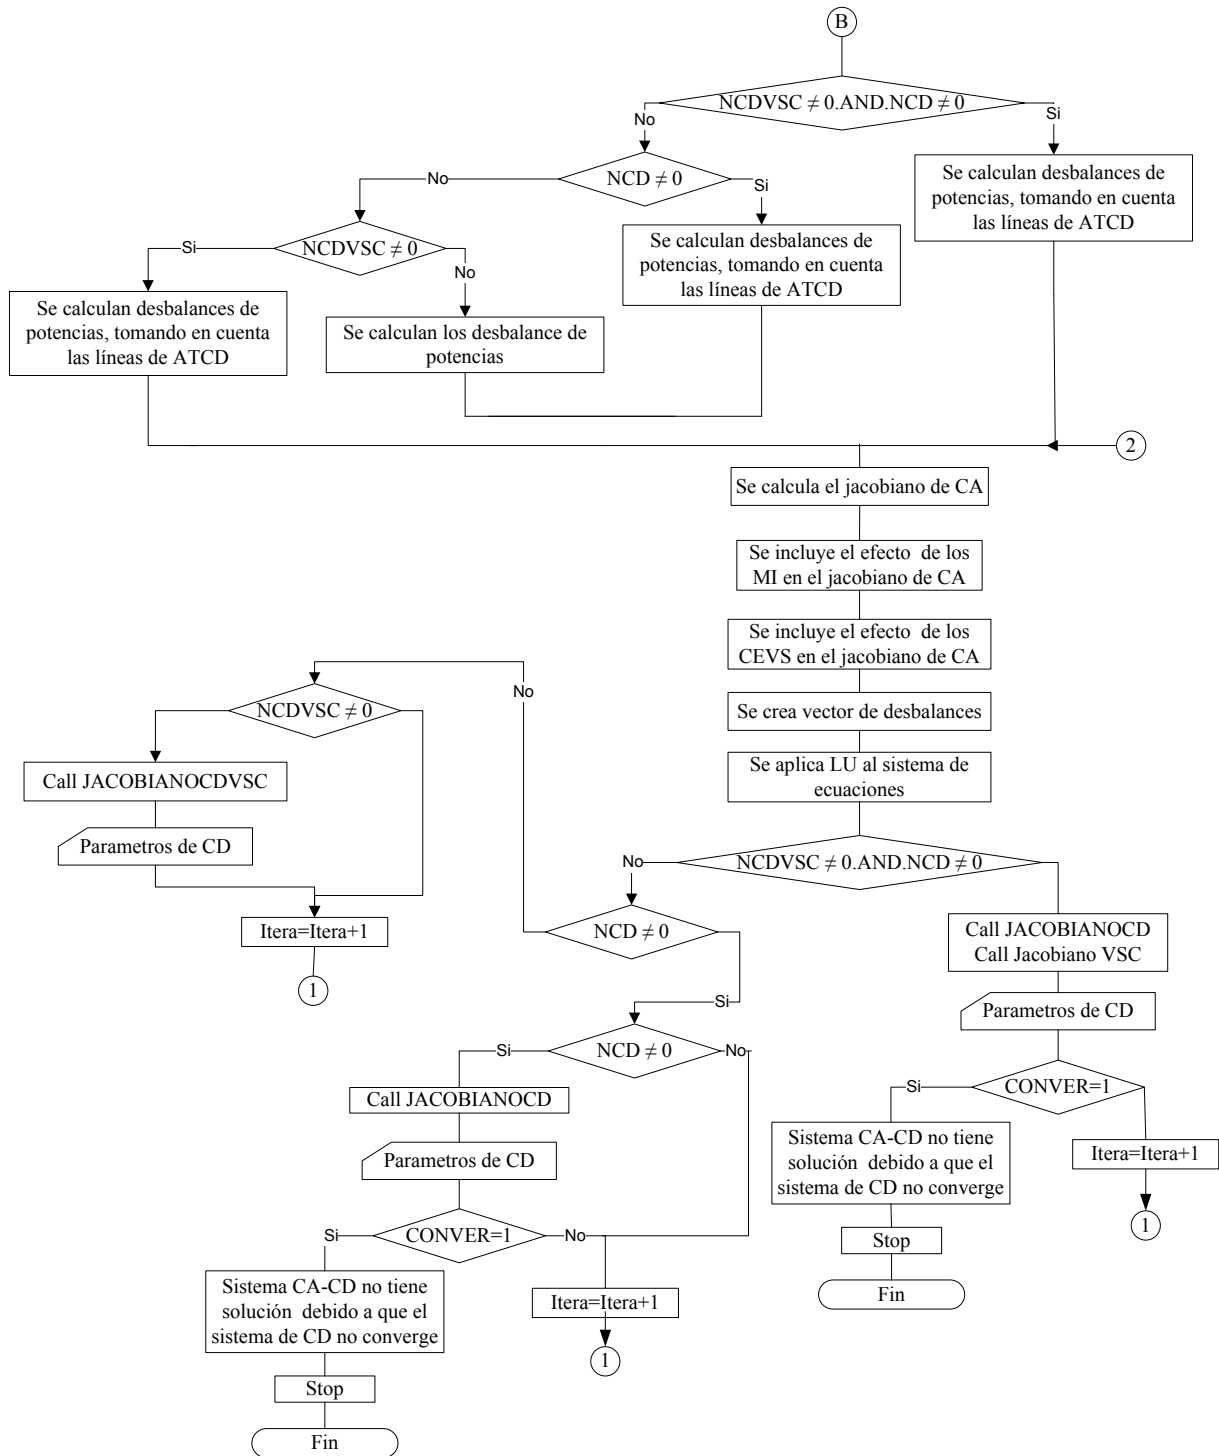 B
NCDVSC ≠ 0.AND.NCD ≠ 0
No
Si
NCD ≠ 0
No
Si
Se calculan desbalances de
potencias, tomando en cuenta
las líneas de ATCD
NCDVSC ≠ 0
Si
No
Se calculan desbalances de
potencias, tomando en cuenta
las líneas de ATCD
Se calculan desbalances de
potencias, tomando en cuenta
las líneas de ATCD
Se calculan los desbalance de
potencias
2
Se calcula el jacobiano de CA
Se incluye el efecto de los
MI en el jacobiano de CA
Se incluye el efecto de los
CEVS en el jacobiano de CA
Se crea vector de desbalances
Se aplica LU al sistema de
ecuaciones
No
NCDVSC ≠ 0
Call JACOBIANOCDVSC
Parametros de CD
Itera=Itera+1
1
NCDVSC ≠ 0.AND.NCD ≠ 0
No
NCD ≠ 0
Si
Call JACOBIANOCD
Call Jacobiano VSC
Parametros de CD
CONVER=1
Si
Sistema CA-CD no tiene
solución debido a que el
sistema de CD no converge
Stop
Fin
Itera=Itera+1
1
NCD ≠ 0
Si
No
Call JACOBIANOCD
Parametros de CD
CONVER=1
Si
No
Sistema CA-CD no tiene
solución debido a que el
sistema de CD no converge
Stop
Fin
Itera=Itera+1
1